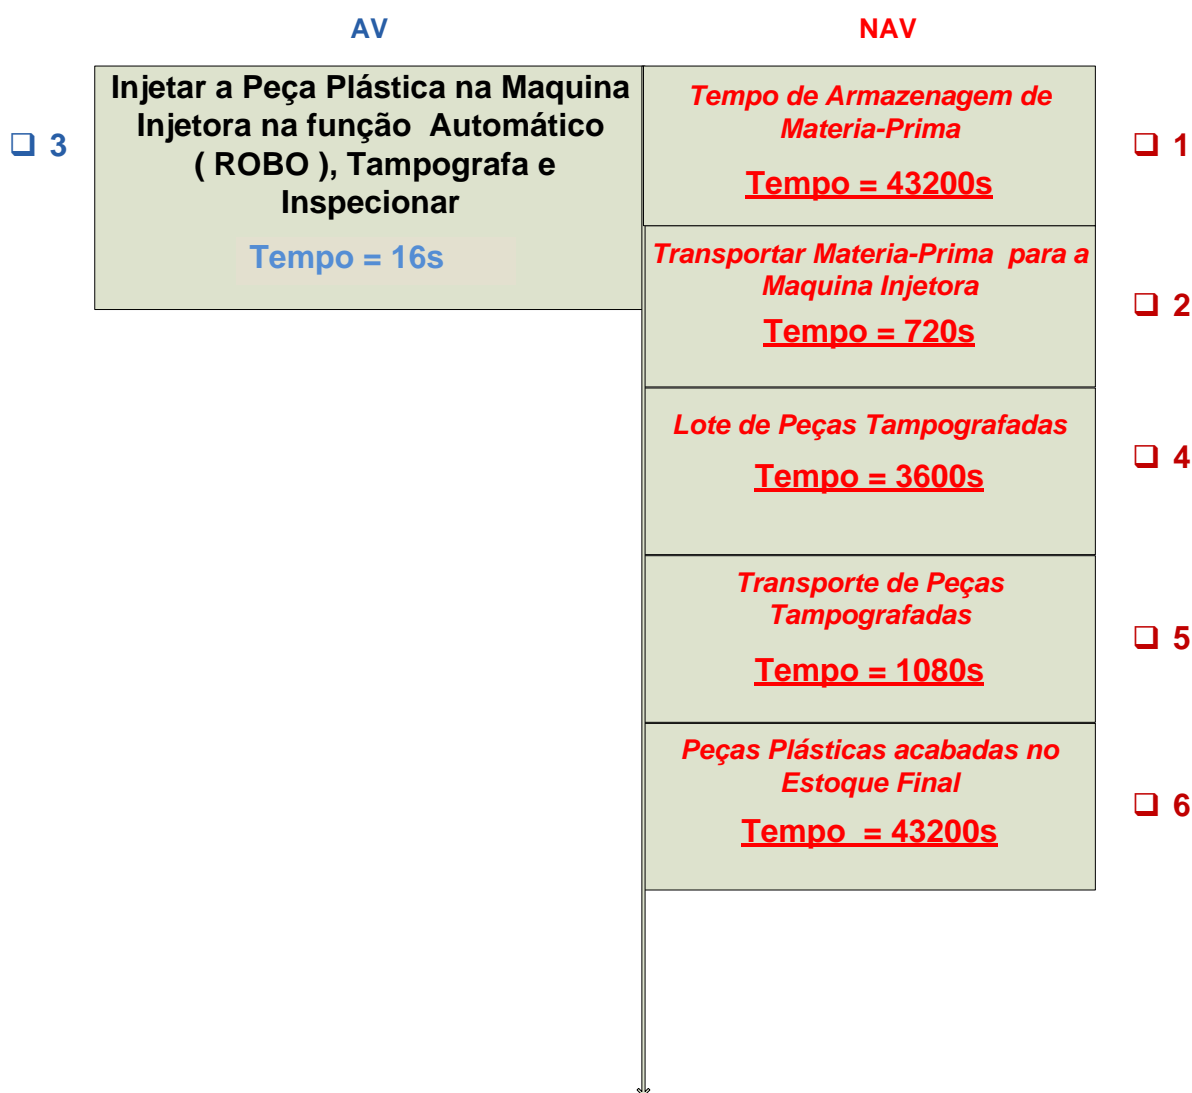 AV
NAV
❑ 3
Injetar a Peça Plástica na Maquina
Injetora na função  Automático
( ROBO ), Tampografa e
Inspecionar
Tempo = 16s
Tempo de Armazenagem de
Materia-Prima
Tempo = 43200s
❑ 1
Transportar Materia-Prima  para a
Maquina Injetora
Tempo = 720s
❑ 2
Lote de Peças Tampografadas
Tempo = 3600s
❑ 4
Transporte de Peças
Tampografadas
Tempo = 1080s
❑ 5
Peças Plásticas acabadas no
Estoque Final
Tempo  = 43200s
❑ 6